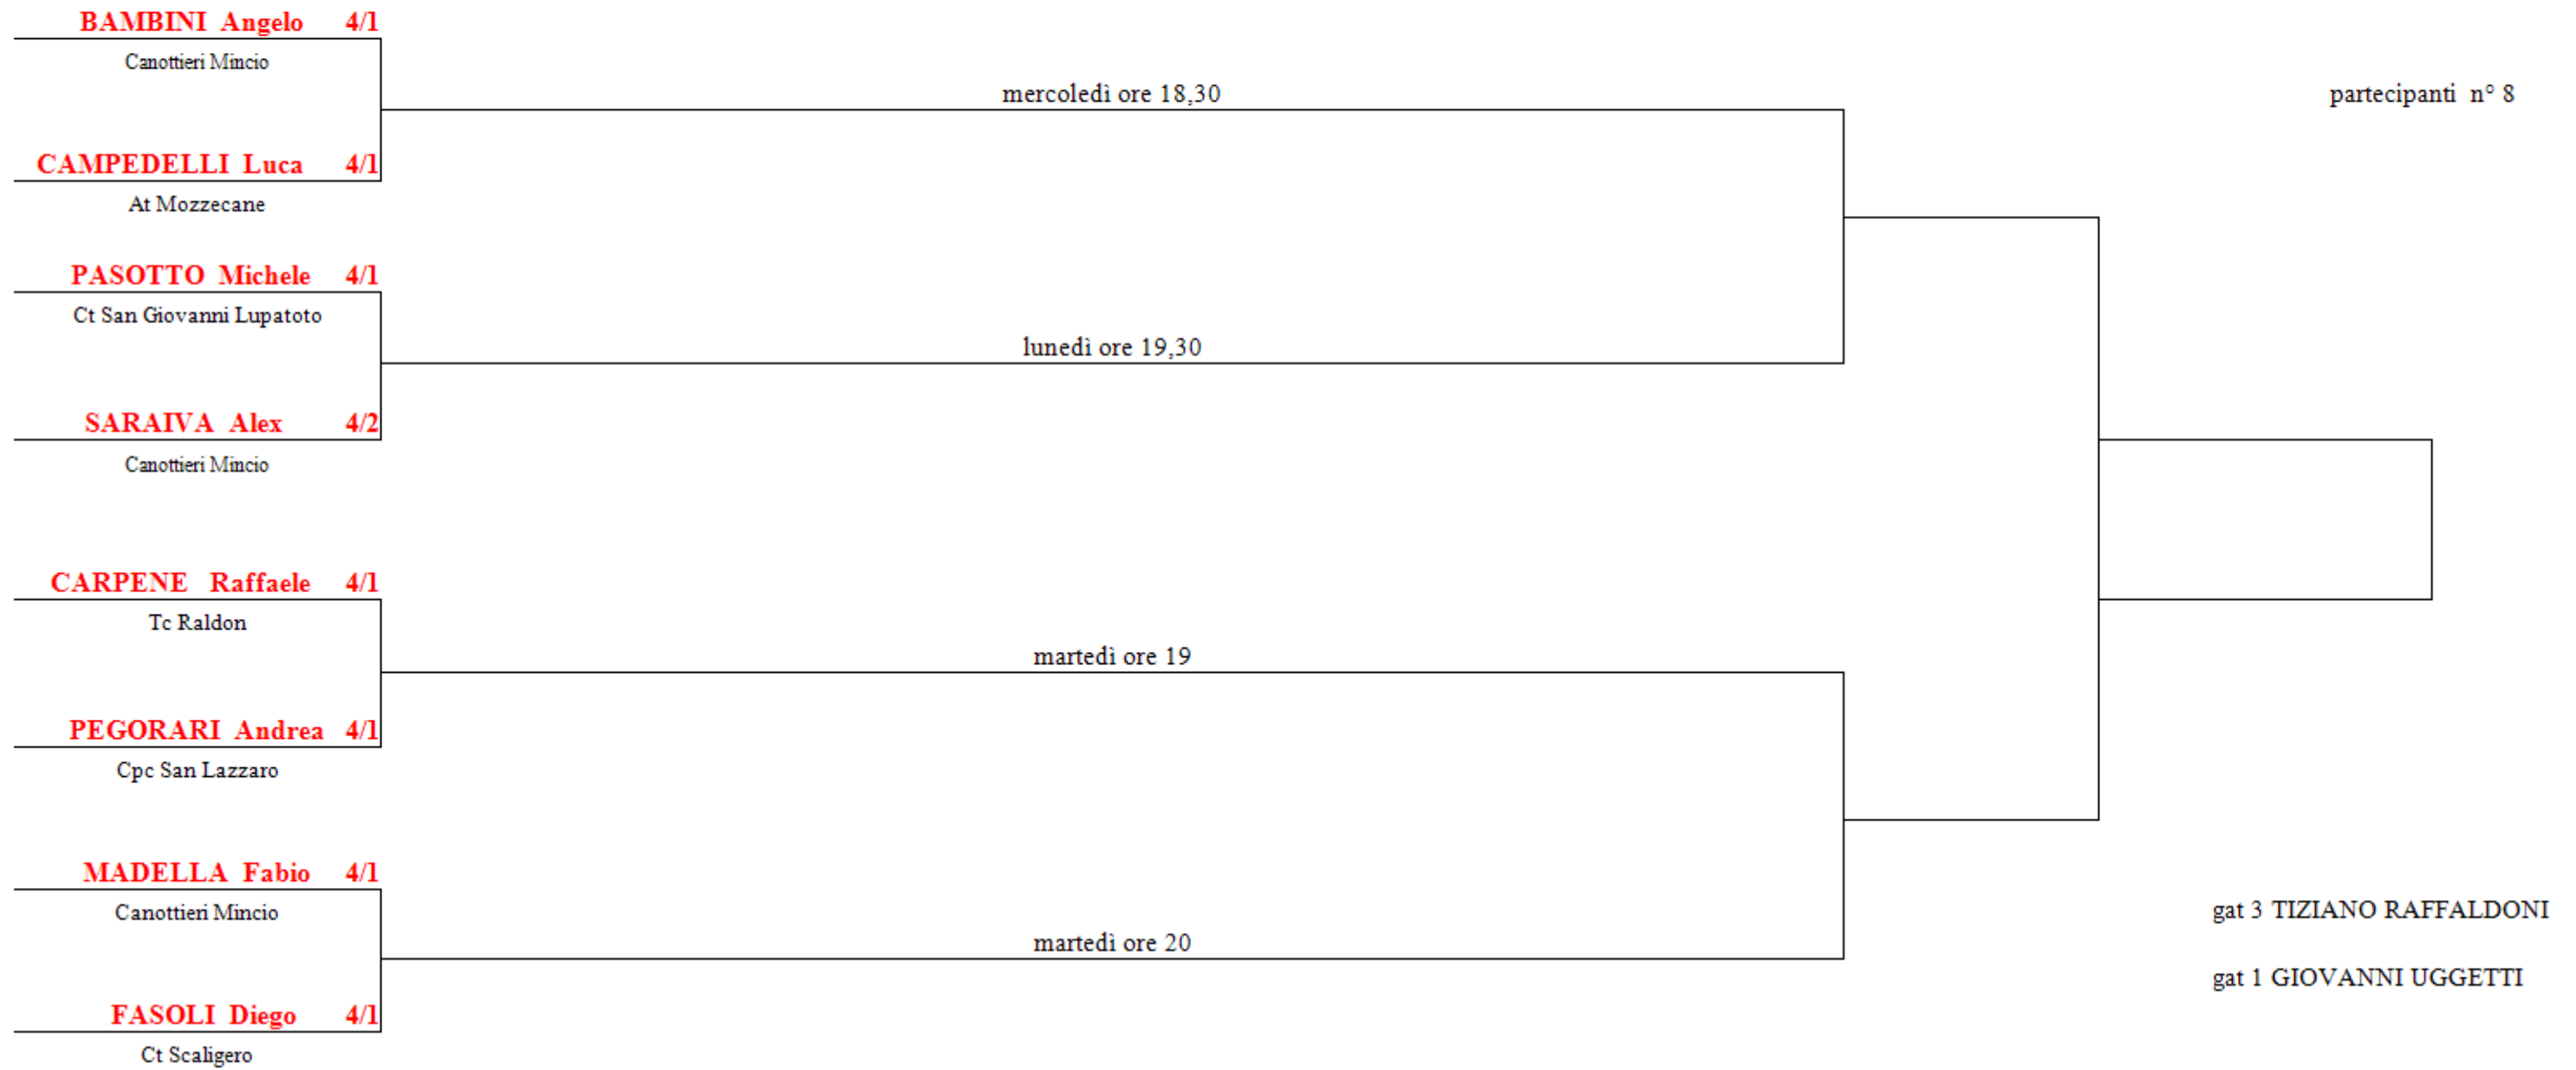 BAMBINI Angelo 4/1
Canottieri Mincio
mercoledì ore 18,30
partecipanti n° 8
CAMPEDELLI Luca 4/1
At Mozzecane
PASOTTO Michele 4/1
Ct San Giovanni Lupatoto
lunedì ore 19,30
SARAIVA Alex 4/2
Canottieri Mincio
CARPENE Raffaele 4/1
Tc Raldon
martedì ore 19
PEGORARI Andrea 4/1
Cpc San Lazzaro
MADELLA Fabio 4/1
Canottieri Mincio
gat 3 TIZIANO RAFFALDONI
martedì ore 20
gat 1 GIOVANNI UGGETTI
FASOLI Diego 4/1
Ct Scaligero